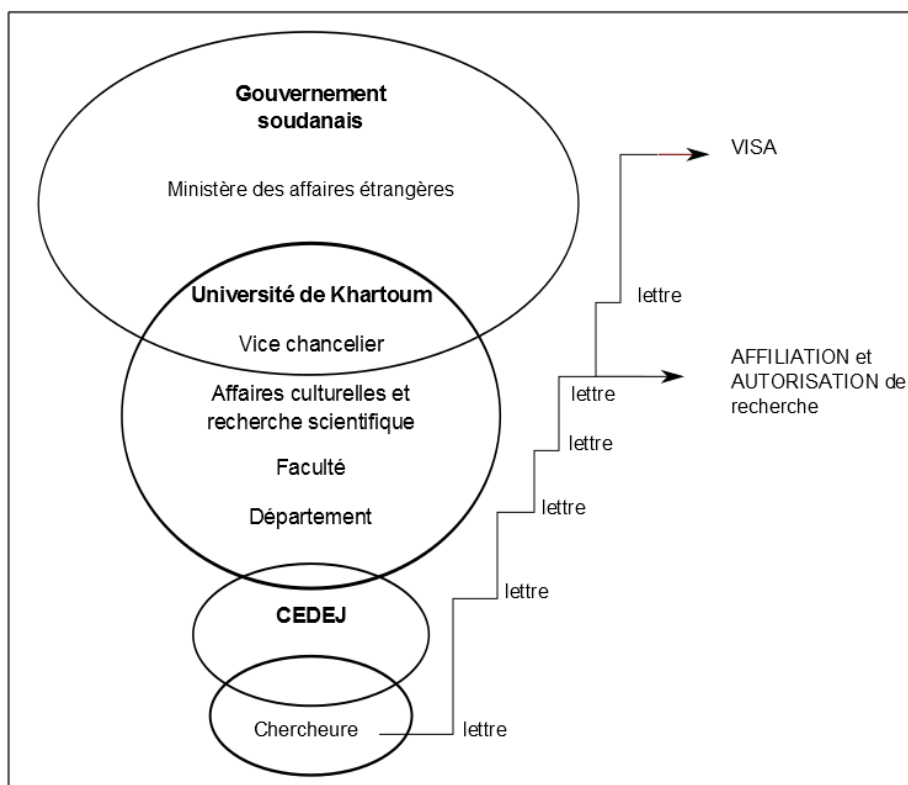 Gouvernement
soudanais
Ministère des affaires étrangères
Université de Khartoum
Vice chancelier
Affaires culturelles et
recherche scientifique
Faculté
Département
CEDEJ
Chercheure
VISA
lettre
AFFILIATION et
AUTORISATION de
recherche
lettre
lettre
lettre
lettre
lettre